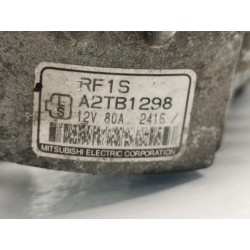 RF1S
A2TB1298
12V 80A 2416
MITSUBISHI ELECTRIC CORPORATION